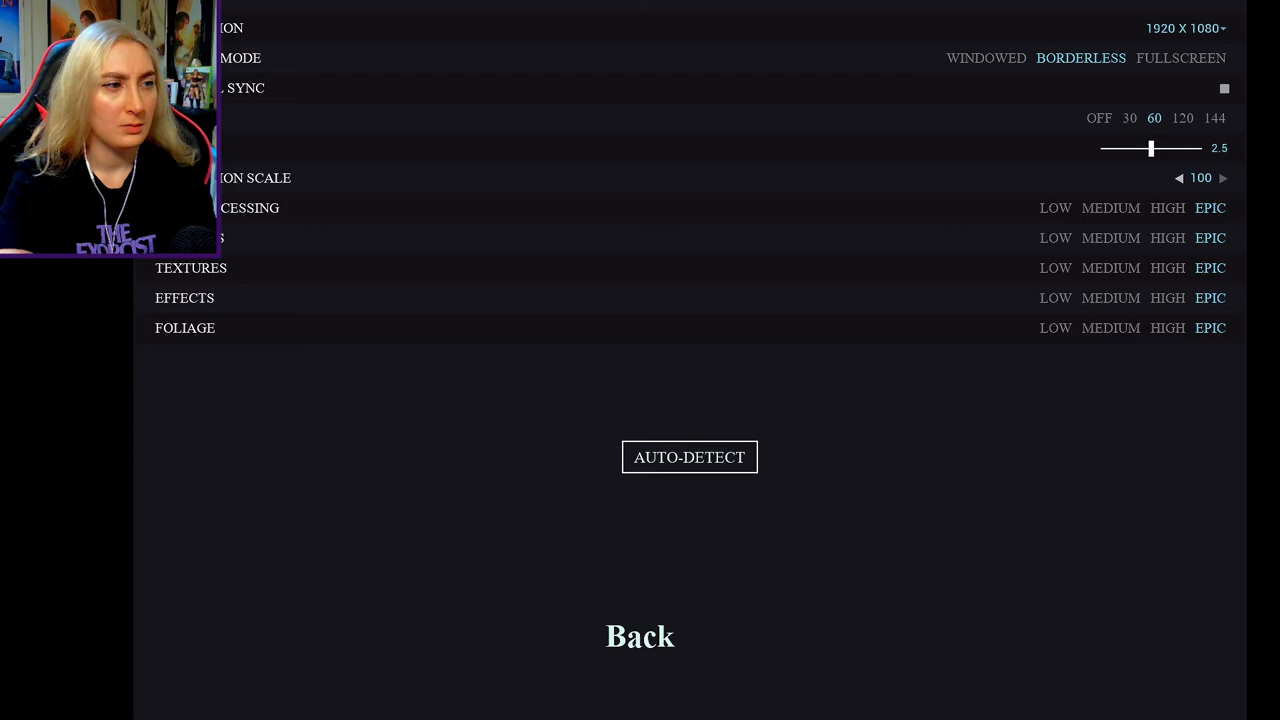 ION 1920 X 1080
MODE WINDOWED BORDERLESS FULLSCREEN
SYNC
OFF 30 60 120 144
2.5
ION SCALE 100
CESSING LOW MEDIUM HIGH EPIC
S LOW MEDIUM HIGH EPIC
TEXTURES LOW MEDIUM HIGH EPIC
EFFECTS LOW MEDIUM HIGH EPIC
FOLIAGE LOW MEDIUM HIGH EPIC
AUTO-DETECT
Back
THE
EXORIST